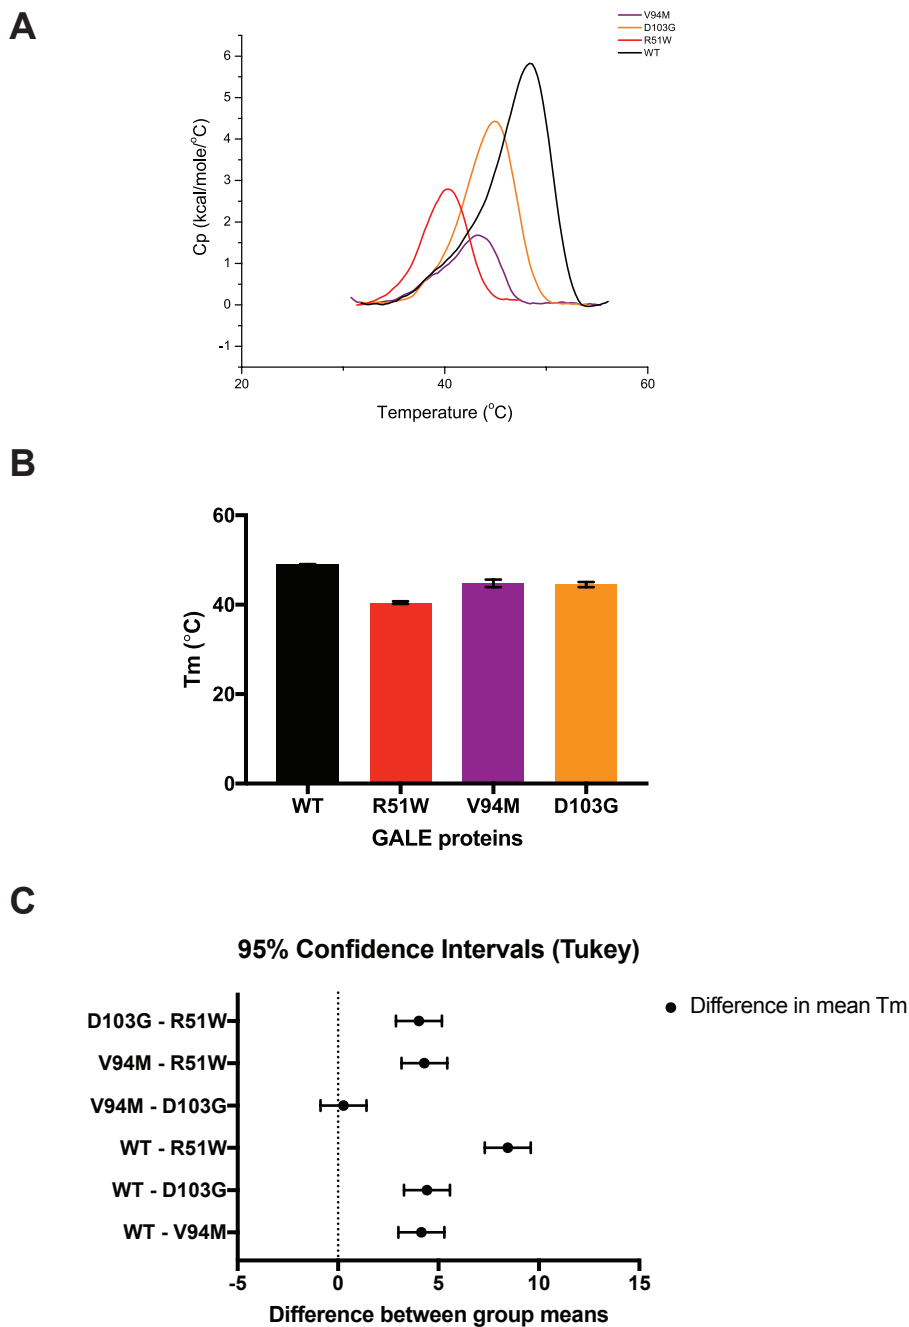 A
V94M
D103G
R51W
WT
6
5
4
3
2
1
0
-1
Cp (kcal/mole/°C)
20
40
60
Temperature (°C)
B
60
40
20
0
Tm (°C)
WT
R51W
V94M
D103G
GALE proteins
C
95% Confidence Intervals (Tukey)
Difference in mean Tm
D103G - R51W
V94M - R51W
V94M - D103G
WT - R51W
WT - D103G
WT - V94M
-5
0
5
10
15
Difference between group means